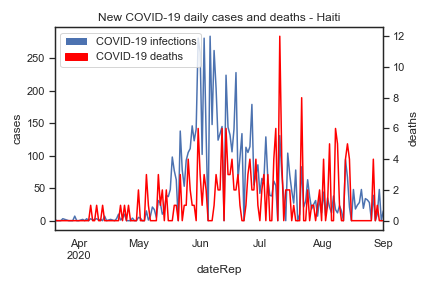 New COVID-19 daily cases and deaths - Haiti
COVID-19 infections
COVID-19 deaths
cases
250
200
150
100
50
0
deaths
12
10
8
6
4
2
0
Apr May Jun Jul Aug Sep
2020
dateRep